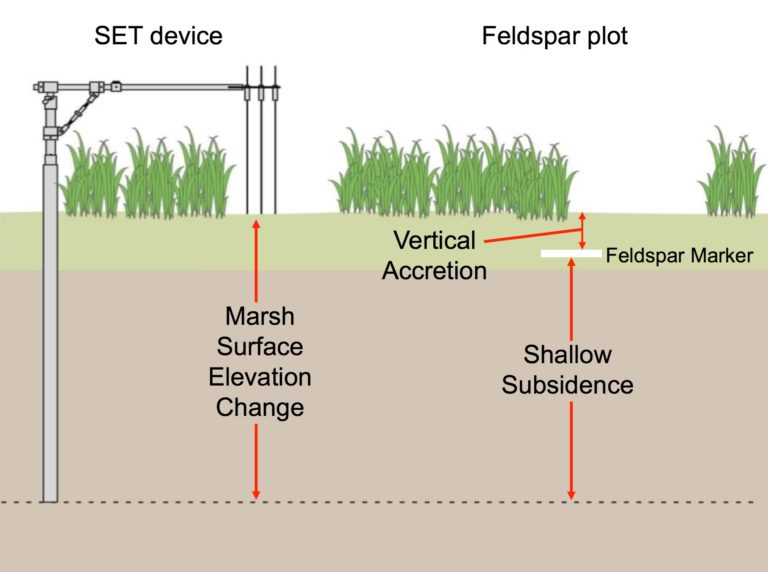 SET device
Feldspar plot
Vertical
Accretion
Feldspar Marker
Marsh
Surface
Elevation
Change
Shallow
Subsidence